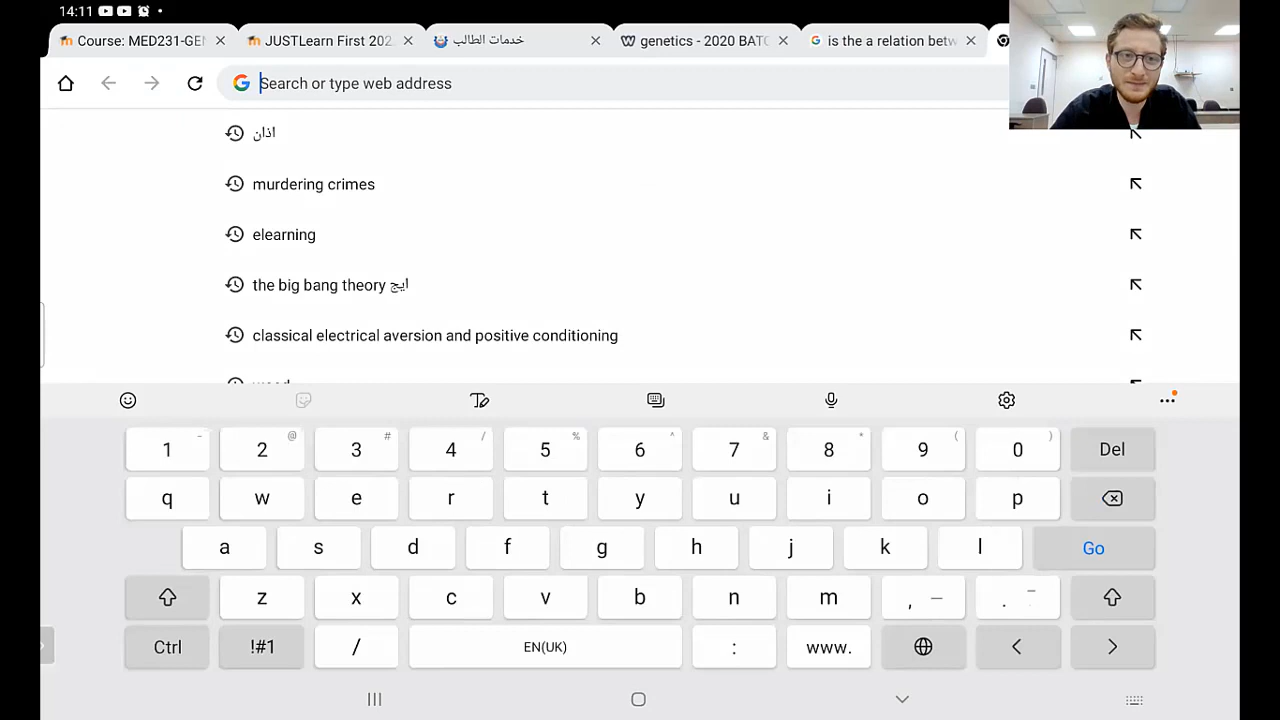 14:11
Course: MED231-GEN
JUSTLearn First 202
خدمات الطالب
genetics - 2020 BATC
is the a relation betw
Search or type web address
اذان
murdering crimes
elearning
the big bang theory ايج
classical electrical aversion and positive conditioning
1 - 2 @ 3 # 4 / 5 % 6 ^ 7 & 8 * 9 ( 0 ) Del
q w e r t y u i o p
a s d f g h j k l Go
z x c v b n m , — . -
Ctrl !#1 / EN(UK) : www. < >